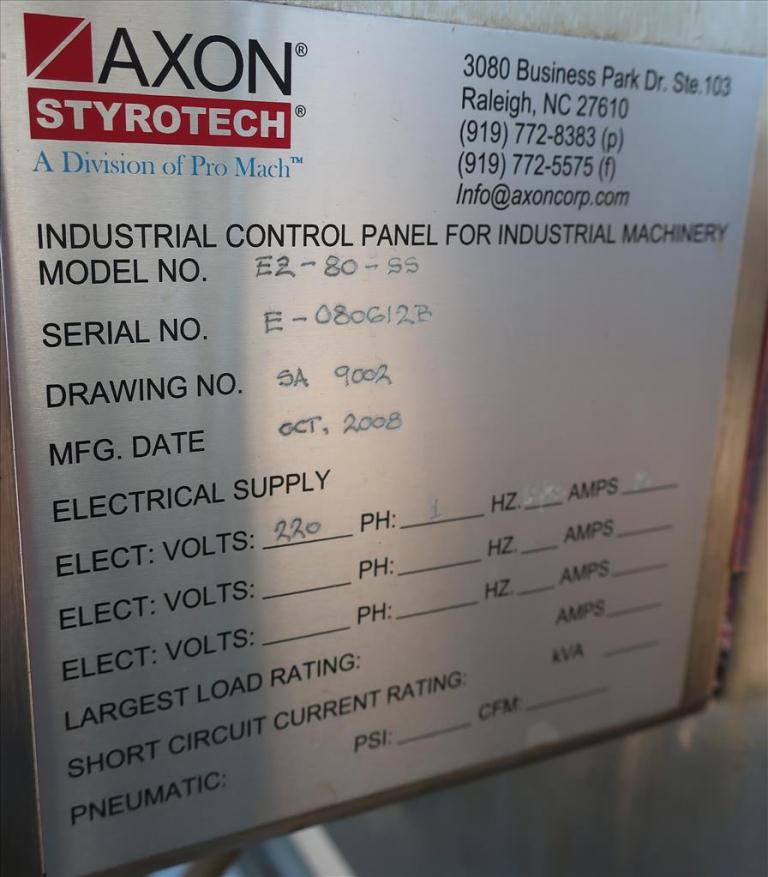 AXON®
STYROTECH®
A Division of Pro Mach™
3080 Business Park Dr. Ste.103
Raleigh, NC 27610
(919) 772-8383 (p)
(919) 772-5575 (f)
Info@axoncorp.com
INDUSTRIAL CONTROL PANEL FOR INDUSTRIAL MACHINERY
MODEL NO. EZ-80-SS
SERIAL NO. E-080612B
DRAWING NO. SA 9002
MFG. DATE OCT, 2008
ELECTRICAL SUPPLY
ELECT: VOLTS: 220 PH: 1 HZ. AMPS
ELECT: VOLTS: PH: HZ. AMPS
ELECT: VOLTS: PH: HZ. AMPS
LARGEST LOAD RATING: AMPS
SHORT CIRCUIT CURRENT RATING: kVA
PNEUMATIC: PSI: CFM: